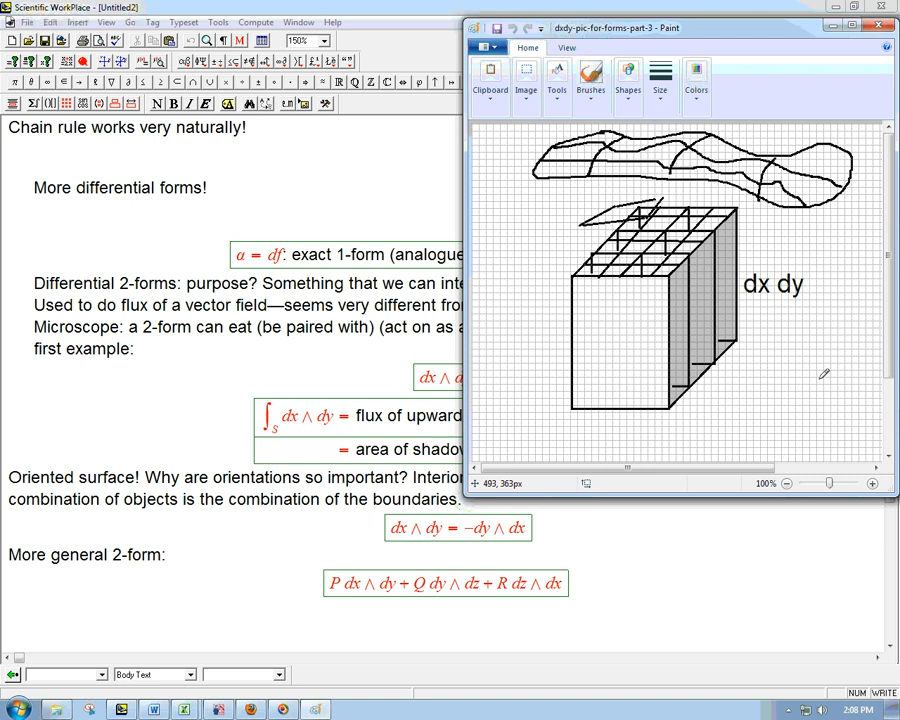 Scientific WorkPlace - [Untitled2]
File Edit Insert View Go Tag Typeset Tools Compute Window Help
150%
N B I E
Chain rule works very naturally!
More differential forms!
α = df: exact 1-form (analogue
Differential 2-forms: purpose? Something that we can inte
Used to do flux of a vector field—seems very different fro
Microscope: a 2-form can eat (be paired with) (act on as a
first example:
dx ∧ d
∫S dx ∧ dy = flux of upward
= area of shadow
Oriented surface! Why are orientations so important? Interior
combination of objects is the combination of the boundaries.
dx ∧ dy = −dy ∧ dx
More general 2-form:
P dx ∧ dy + Q dy ∧ dz + R dz ∧ dx
dxdy-pic-for-forms-part-3 - Paint
Home View
Clipboard Image Tools Brushes Shapes Size Colors
dx dy
493, 363px
100%
Body Text
NUM WRITE
2:08 PM